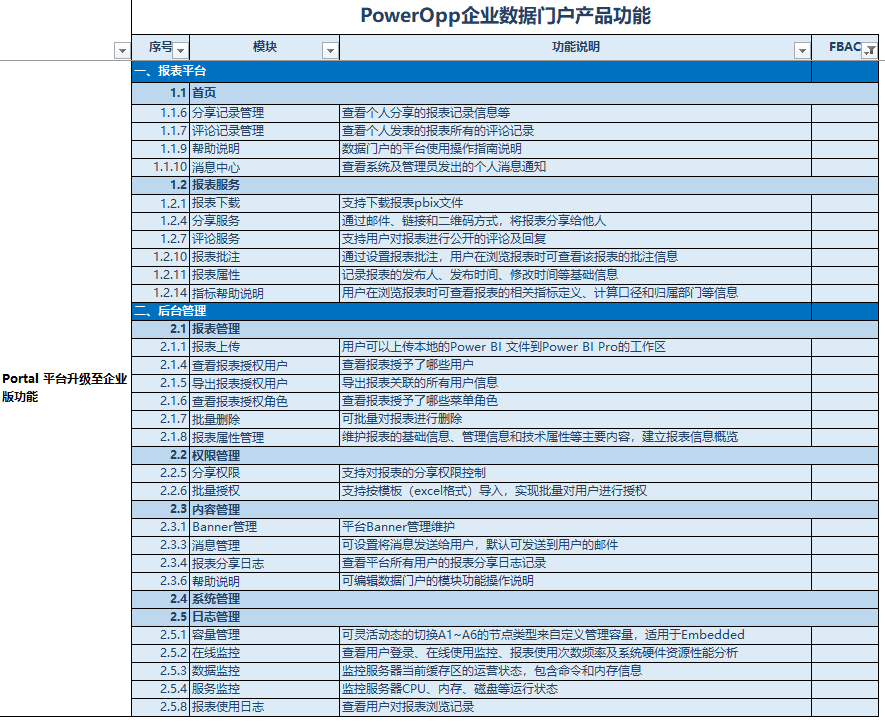 PowerOpp企业数据门户产品功能
序号 模块 功能说明 FBAC
一、报表平台
1.1 首页
1.1.6 分享记录管理 查看个人分享的报表记录信息等
1.1.7 评论记录管理 查看个人发表的报表所有的评论记录
1.1.9 帮助说明 数据门户的平台使用操作指南说明
1.1.10 消息中心 查看系统及管理员发出的个人消息通知
1.2 报表服务
1.2.1 报表下载 支持下载报表pbix文件
1.2.4 分享服务 通过邮件、链接和二维码方式，将报表分享给他人
1.2.7 评论服务 支持用户对报表进行公开的评论及回复
1.2.10 报表批注 通过设置报表批注，用户在浏览报表时可查看该报表的批注信息
1.2.11 报表属性 记录报表的发布人、发布时间、修改时间等基础信息
1.2.14 指标帮助说明 用户在浏览报表时可查看报表的相关指标定义、计算口径和归属部门等信息
二、后台管理
2.1 报表管理
2.1.1 报表上传 用户可以上传本地的Power BI 文件到Power BI Pro的工作区
2.1.4 查看报表授权用户 查看报表授予了哪些用户
Portal 平台升级至企业
版功能
2.1.5 导出报表授权用户 导出报表关联的所有用户信息
2.1.6 查看报表授权角色 查看报表授予了哪些菜单角色
2.1.7 批量删除 可批量对报表进行删除
2.1.8 报表属性管理 维护报表的基础信息、管理信息和技术属性等主要内容，建立报表信息概览
2.2 权限管理
2.2.5 分享权限 支持对报表的分享权限控制
2.2.6 批量授权 支持按模板（excel格式）导入，实现批量对用户进行授权
2.3 内容管理
2.3.1 Banner管理 平台Banner管理维护
2.3.3 消息管理 可设置将消息发送给用户，默认可发送到用户的邮件
2.3.4 报表分享日志 查看平台所有用户的报表分享日志记录
2.3.6 帮助说明 可编辑数据门户的模块功能操作说明
2.4 系统管理
2.5 日志管理
2.5.1 容量管理 可灵活动态的切换A1~A6的节点类型来自定义管理容量，适用于Embedded
2.5.2 在线监控 查看用户登录、在线使用监控、报表使用次数频率及系统硬件资源性能分析
2.5.3 数据监控 监控服务器当前缓存区的运营状态，包含命令和内存信息
2.5.4 服务监控 监控服务器CPU、内存、磁盘等运行状态
2.5.8 报表使用日志 查看用户对报表浏览记录